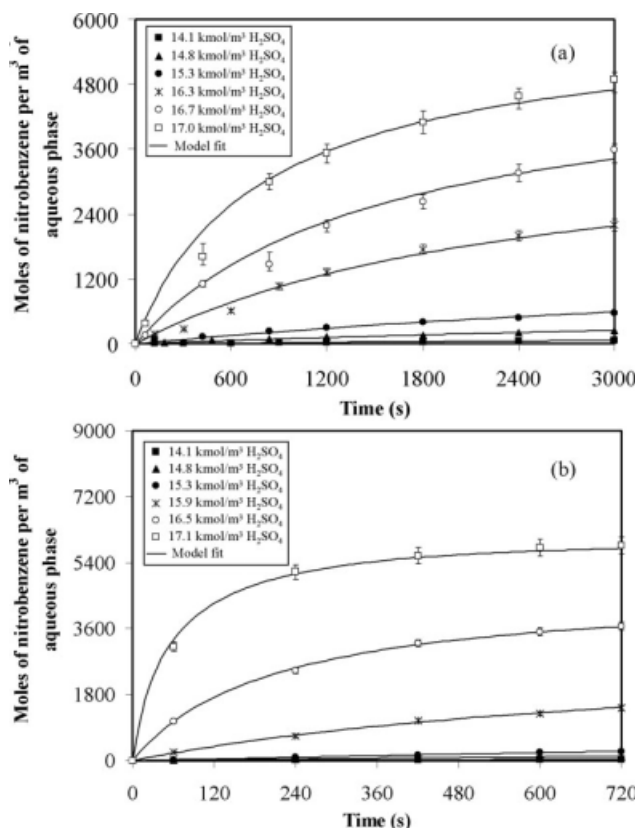 6000
4800
3600
2400
1200
0
Moles of nitrobenzene per m³ of
aqueous phase
14.1 kmol/m³ H₂SO₄
14.8 kmol/m³ H₂SO₄
15.3 kmol/m³ H₂SO₄
16.3 kmol/m³ H₂SO₄
16.7 kmol/m³ H₂SO₄
17.0 kmol/m³ H₂SO₄
Model fit
(a)
0 600 1200 1800 2400 3000
Time (s)
9000
7200
5400
3600
1800
0
Moles of nitrobenzene per m³ of
aqueous phase
14.1 kmol/m³ H₂SO₄
14.8 kmol/m³ H₂SO₄
15.3 kmol/m³ H₂SO₄
15.9 kmol/m³ H₂SO₄
16.5 kmol/m³ H₂SO₄
17.1 kmol/m³ H₂SO₄
Model fit
(b)
0 120 240 360 480 600 720
Time (s)